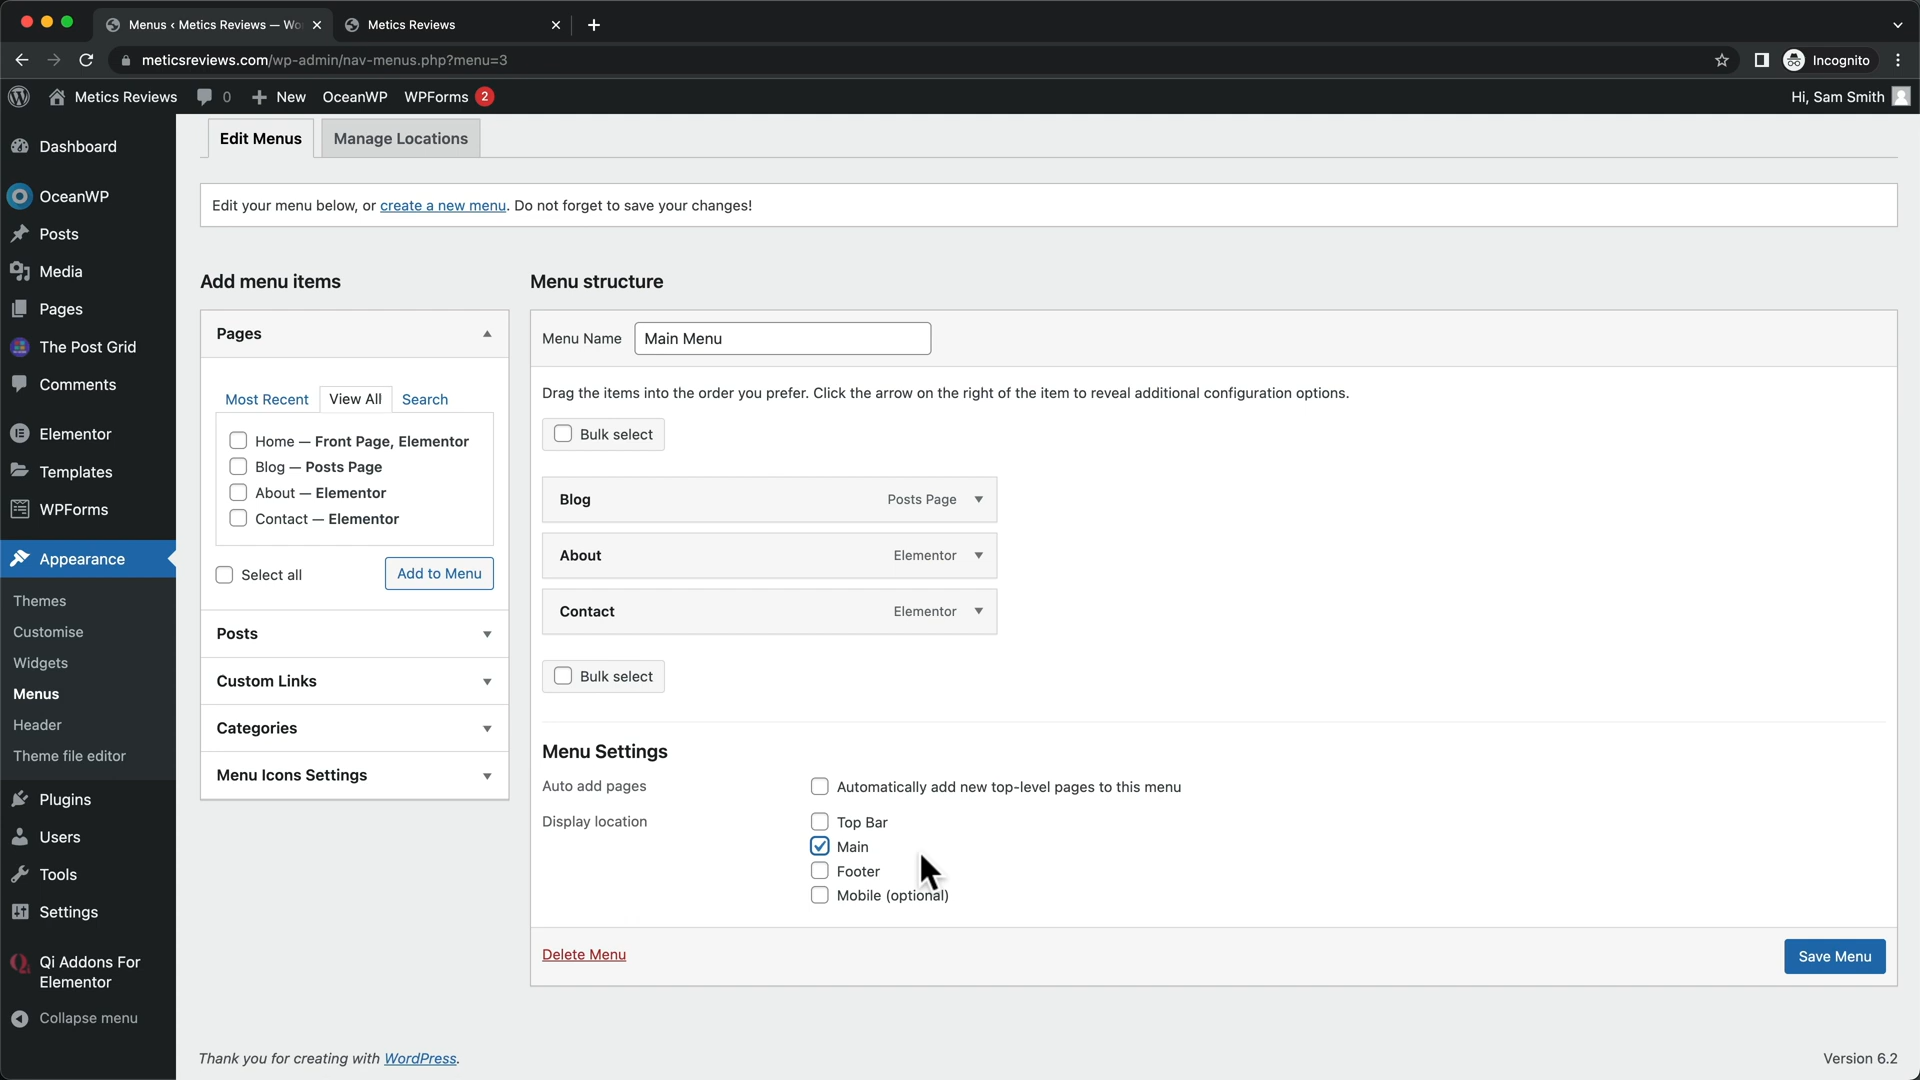 Menus < Metics Reviews — Wo
Metics Reviews
meticsreviews.com/wp-admin/nav-menus.php?menu=3
Incognito
Metics Reviews
0
New
OceanWP
WPForms 2
Hi, Sam Smith
Dashboard
OceanWP
Posts
Media
Pages
The Post Grid
Comments
Elementor
Templates
WPForms
Appearance
Themes
Customise
Widgets
Menus
Header
Theme file editor
Plugins
Users
Tools
Settings
Qi Addons For
Elementor
Collapse menu
Edit Menus
Manage Locations
Edit your menu below, or create a new menu. Do not forget to save your changes!
Add menu items
Pages
Most Recent
View All
Search
Home — Front Page, Elementor
Blog — Posts Page
About — Elementor
Contact — Elementor
Select all
Add to Menu
Posts
Custom Links
Categories
Menu Icons Settings
Menu structure
Menu Name
Main Menu
Drag the items into the order you prefer. Click the arrow on the right of the item to reveal additional configuration options.
Bulk select
Blog Posts Page
About Elementor
Contact Elementor
Bulk select
Menu Settings
Auto add pages
Automatically add new top-level pages to this menu
Display location
Top Bar
Main
Footer
Mobile (optional)
Delete Menu
Save Menu
Thank you for creating with WordPress.
Version 6.2